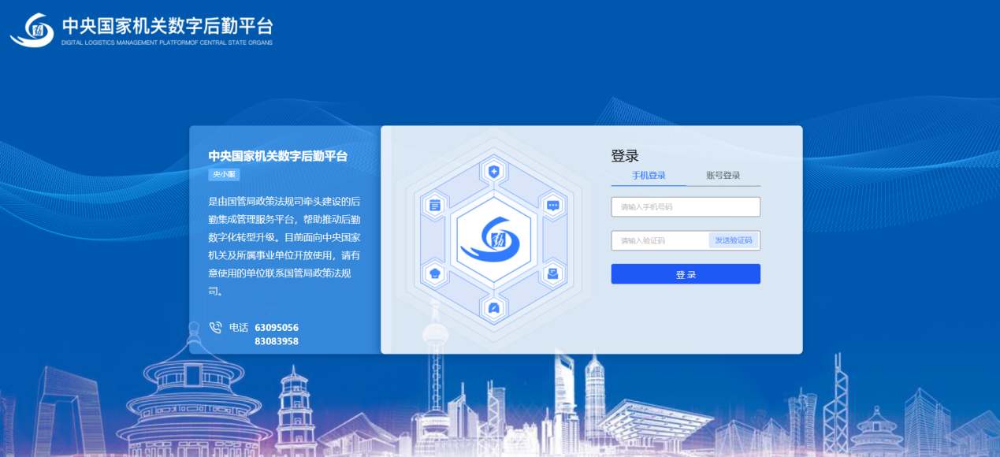 中央国家机关数字后勤平台
DIGITAL LOGISTICS MANAGEMENT PLATFORMOF CENTRAL STATE ORGANS
中央国家机关数字后勤平台
央小服
是由国管局政策法规司牵头建设的后
勤集成管理服务平台，帮助推动后勤
数字化转型升级。目前面向中央国家
机关及所属事业单位开放使用，请有
意使用的单位联系国管局政策法规
司。
电话 63095056
83083958
登录
手机登录 账号登录
请输入手机号码
请输入验证码 发送验证码
登 录